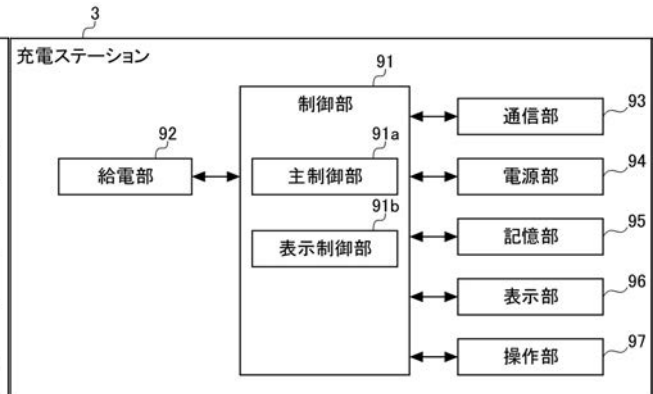 3
充電ステーション
91
制御部
92
給電部
91a
主制御部
91b
表示制御部
93
通信部
94
電源部
95
記憶部
96
表示部
97
操作部